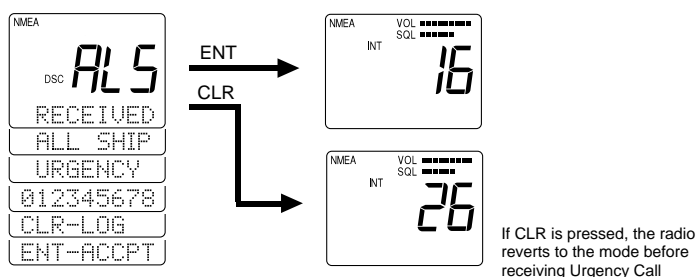 NMEA
DSC ALS
RECEIVED
ALL SHIP
URGENCY
012345678
CLR-LOG
ENT-ACCPT
ENT
CLR
NMEA VOL
SQL
INT
16
NMEA VOL
SQL
INT
26
If CLR is pressed, the radio
reverts to the mode before
receiving Urgency Call